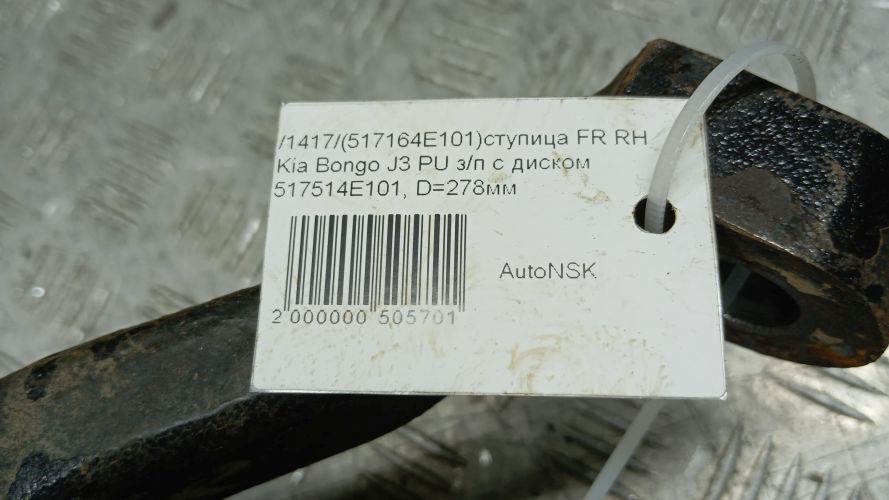 /1417/(517164E101)ступица FR RH
Kia Bongo J3 PU з/п с диском
517514E101, D=278мм
AutoNSK
2 000000 505701